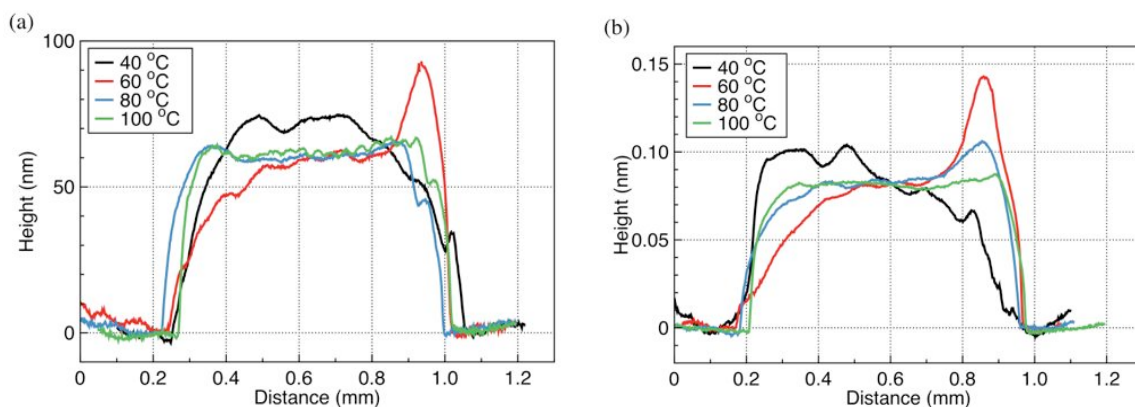 (a)
100
50
0
Height (nm)
40 °C
60 °C
80 °C
100 °C
0 0.2 0.4 0.6 0.8 1.0 1.2
Distance (mm)
(b)
0.15
0.10
0.05
0
Height (nm)
40 °C
60 °C
80 °C
100 °C
0 0.2 0.4 0.6 0.8 1.0 1.2
Distance (mm)